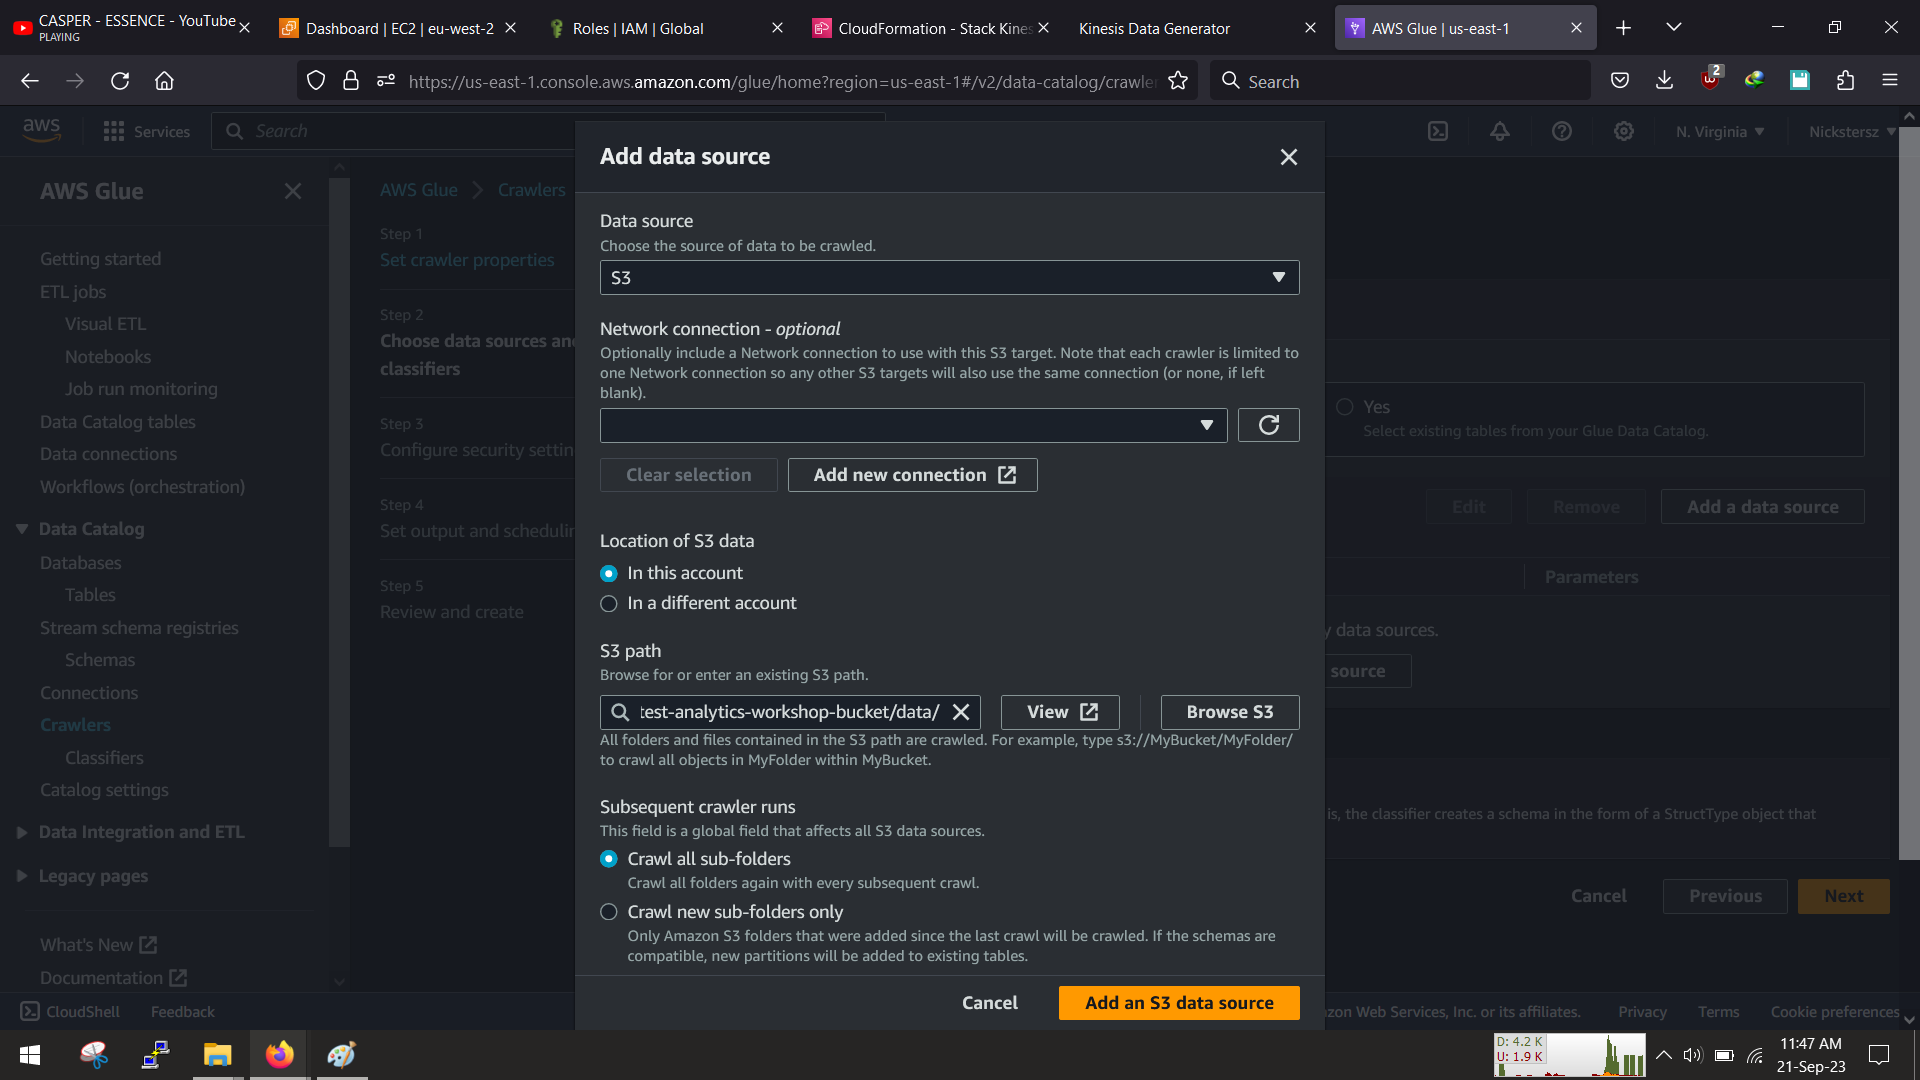 CASPER - ESSENCE - YouTube
PLAYING
Dashboard | EC2 | eu-west-2
Roles | IAM | Global
CloudFormation - Stack Kines
Kinesis Data Generator
AWS Glue | us-east-1
https://us-east-1.console.aws.amazon.com/glue/home?region=us-east-1#/v2/data-catalog/crawler
Search
2
aws
Services
Search
N. Virginia
Nickstersz
AWS Glue
Getting started
ETL jobs
Visual ETL
Notebooks
Job run monitoring
Data Catalog tables
Data connections
Workflows (orchestration)
Data Catalog
Databases
Tables
Stream schema registries
Schemas
Connections
Crawlers
Classifiers
Catalog settings
Data Integration and ETL
Legacy pages
What's New
Documentation
AWS Glue
Crawlers
Step 1
Set crawler properties
Step 2
Choose data sources and
classifiers
Step 3
Configure security settin
Step 4
Set output and schedulin
Step 5
Review and create
Add data source
Data source
Choose the source of data to be crawled.
S3
Network connection - optional
Optionally include a Network connection to use with this S3 target. Note that each crawler is limited to
one Network connection so any other S3 targets will also use the same connection (or none, if left
blank).
Clear selection
Add new connection
Location of S3 data
In this account
In a different account
S3 path
Browse for or enter an existing S3 path.
test-analytics-workshop-bucket/data/
View
Browse S3
All folders and files contained in the S3 path are crawled. For example, type s3://MyBucket/MyFolder/
to crawl all objects in MyFolder within MyBucket.
Subsequent crawler runs
This field is a global field that affects all S3 data sources.
Crawl all sub-folders
Crawl all folders again with every subsequent crawl.
Crawl new sub-folders only
Only Amazon S3 folders that were added since the last crawl will be crawled. If the schemas are
compatible, new partitions will be added to existing tables.
Cancel
Add an S3 data source
Yes
Select existing tables from your Glue Data Catalog.
Edit
Remove
Add a data source
Parameters
y data sources.
source
is, the classifier creates a schema in the form of a StructType object that
Cancel
Previous
Next
CloudShell
Feedback
zon Web Services, Inc. or its affiliates.
Privacy
Terms
Cookie preferences
D: 4.2 K
U: 1.9 K
11:47 AM
21-Sep-23